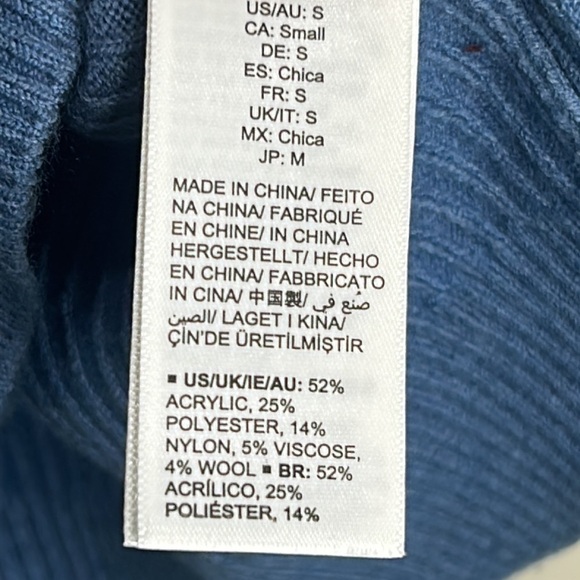 US/AU: S
CA: Small
DE: S
ES: Chica
FR: S
UK/IT: S
MX: Chica
JP: M
MADE IN CHINA/ FEITO
NA CHINA/ FABRIQUÉ
EN CHINE/ IN CHINA
HERGESTELLT/ HECHO
EN CHINA/ FABBRICATO
IN CINA/ 中国製/ صُنع في
الصين/ LAGET I KINA/
ÇİN'DE ÜRETİLMİŞTİR
▪ US/UK/IE/AU: 52%
ACRYLIC, 25%
POLYESTER, 14%
NYLON, 5% VISCOSE,
4% WOOL ▪ BR: 52%
ACRÍLICO, 25%
POLIÉSTER, 14%